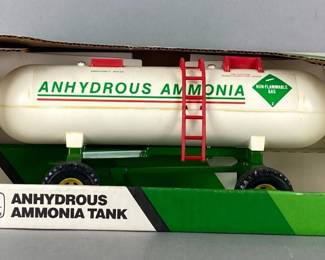 ANHYDROUS AMMONIA
NON-FLAMMABLE
GAS
ANHYDROUS
AMMONIA TANK